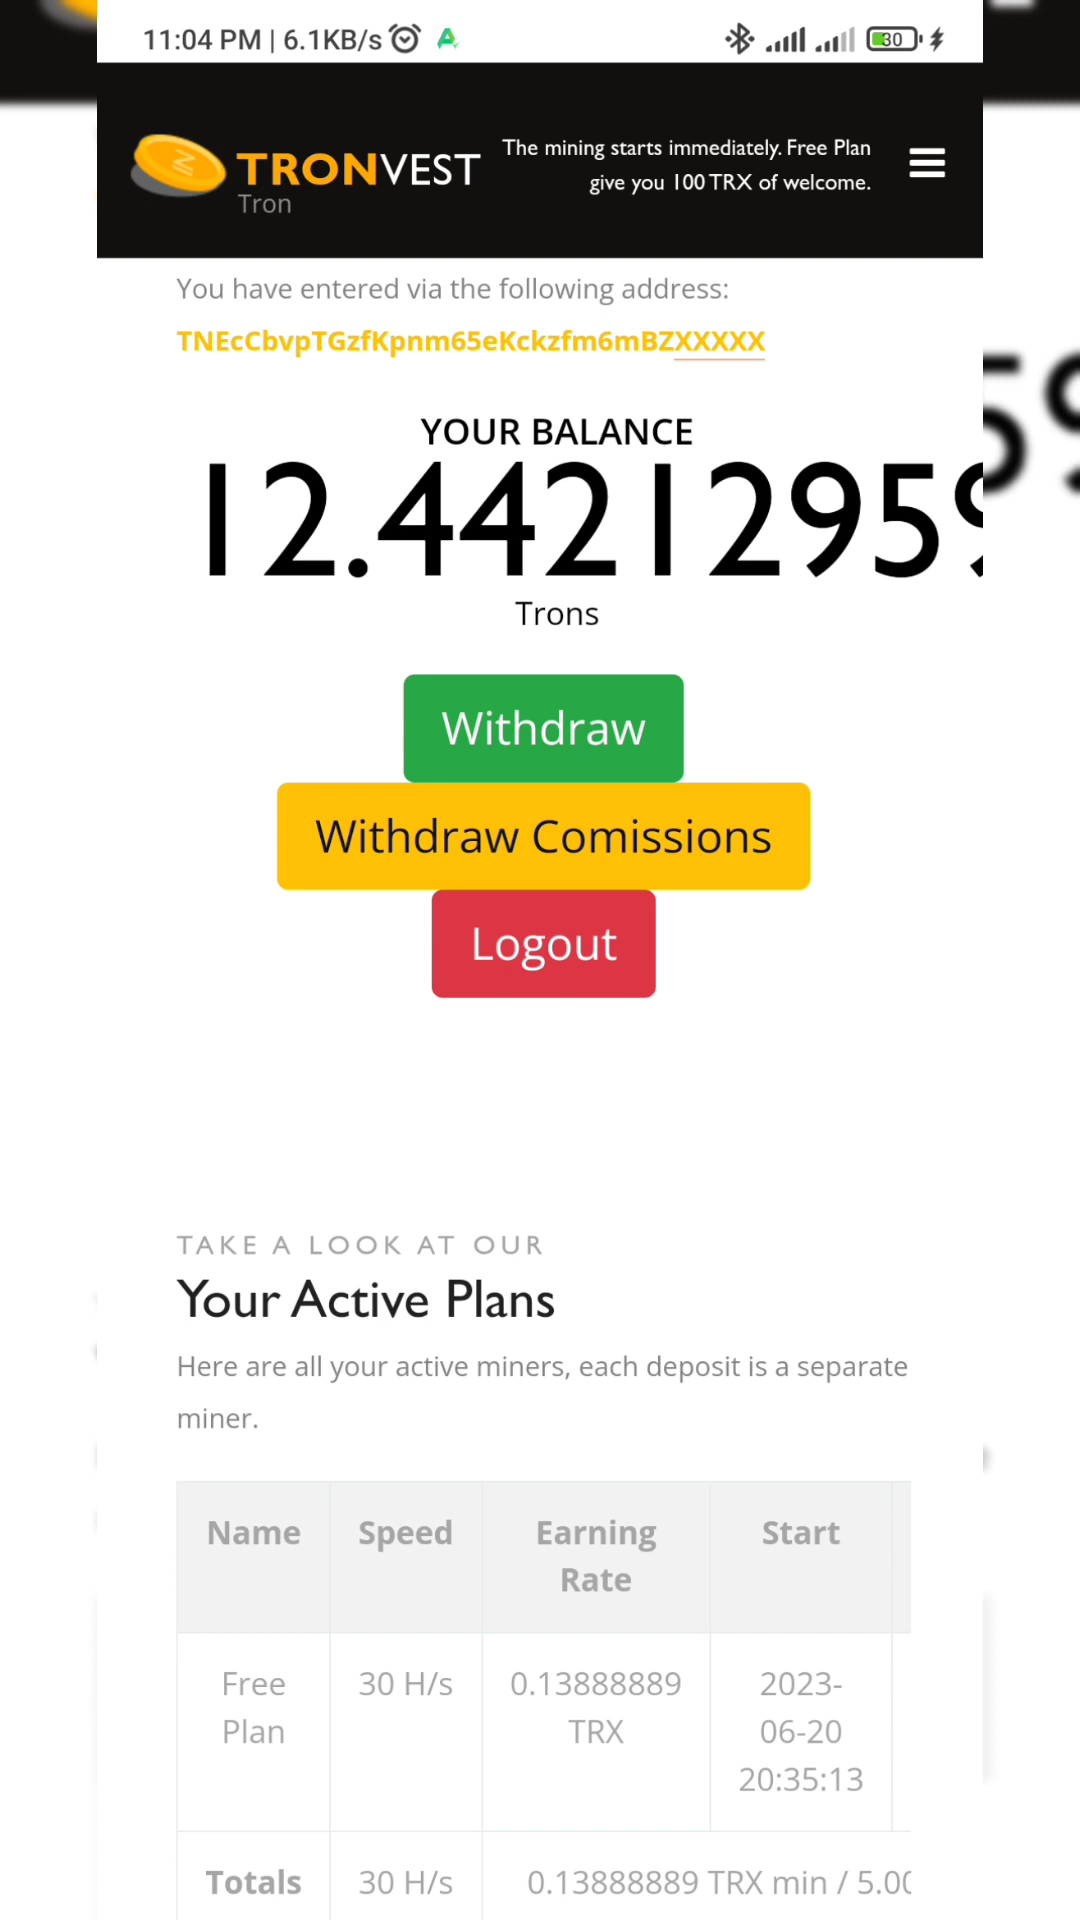 11:04 PM | 6.1KB/s
30
TRONVEST
Tron
The mining starts immediately. Free Plan
give you 100 TRX of welcome.
You have entered via the following address:
TNEcCbvpTGzfKpnm65eKckzfm6mBZXXXXX
YOUR BALANCE
12.44212959
Trons
Withdraw
Withdraw Comissions
Logout
TAKE A LOOK AT OUR
Your Active Plans
Here are all your active miners, each deposit is a separate
miner.
Name Speed Earning Rate Start
Free Plan 30 H/s 0.13888889 TRX 2023-06-20 20:35:13
Totals 30 H/s 0.13888889 TRX min / 5.00